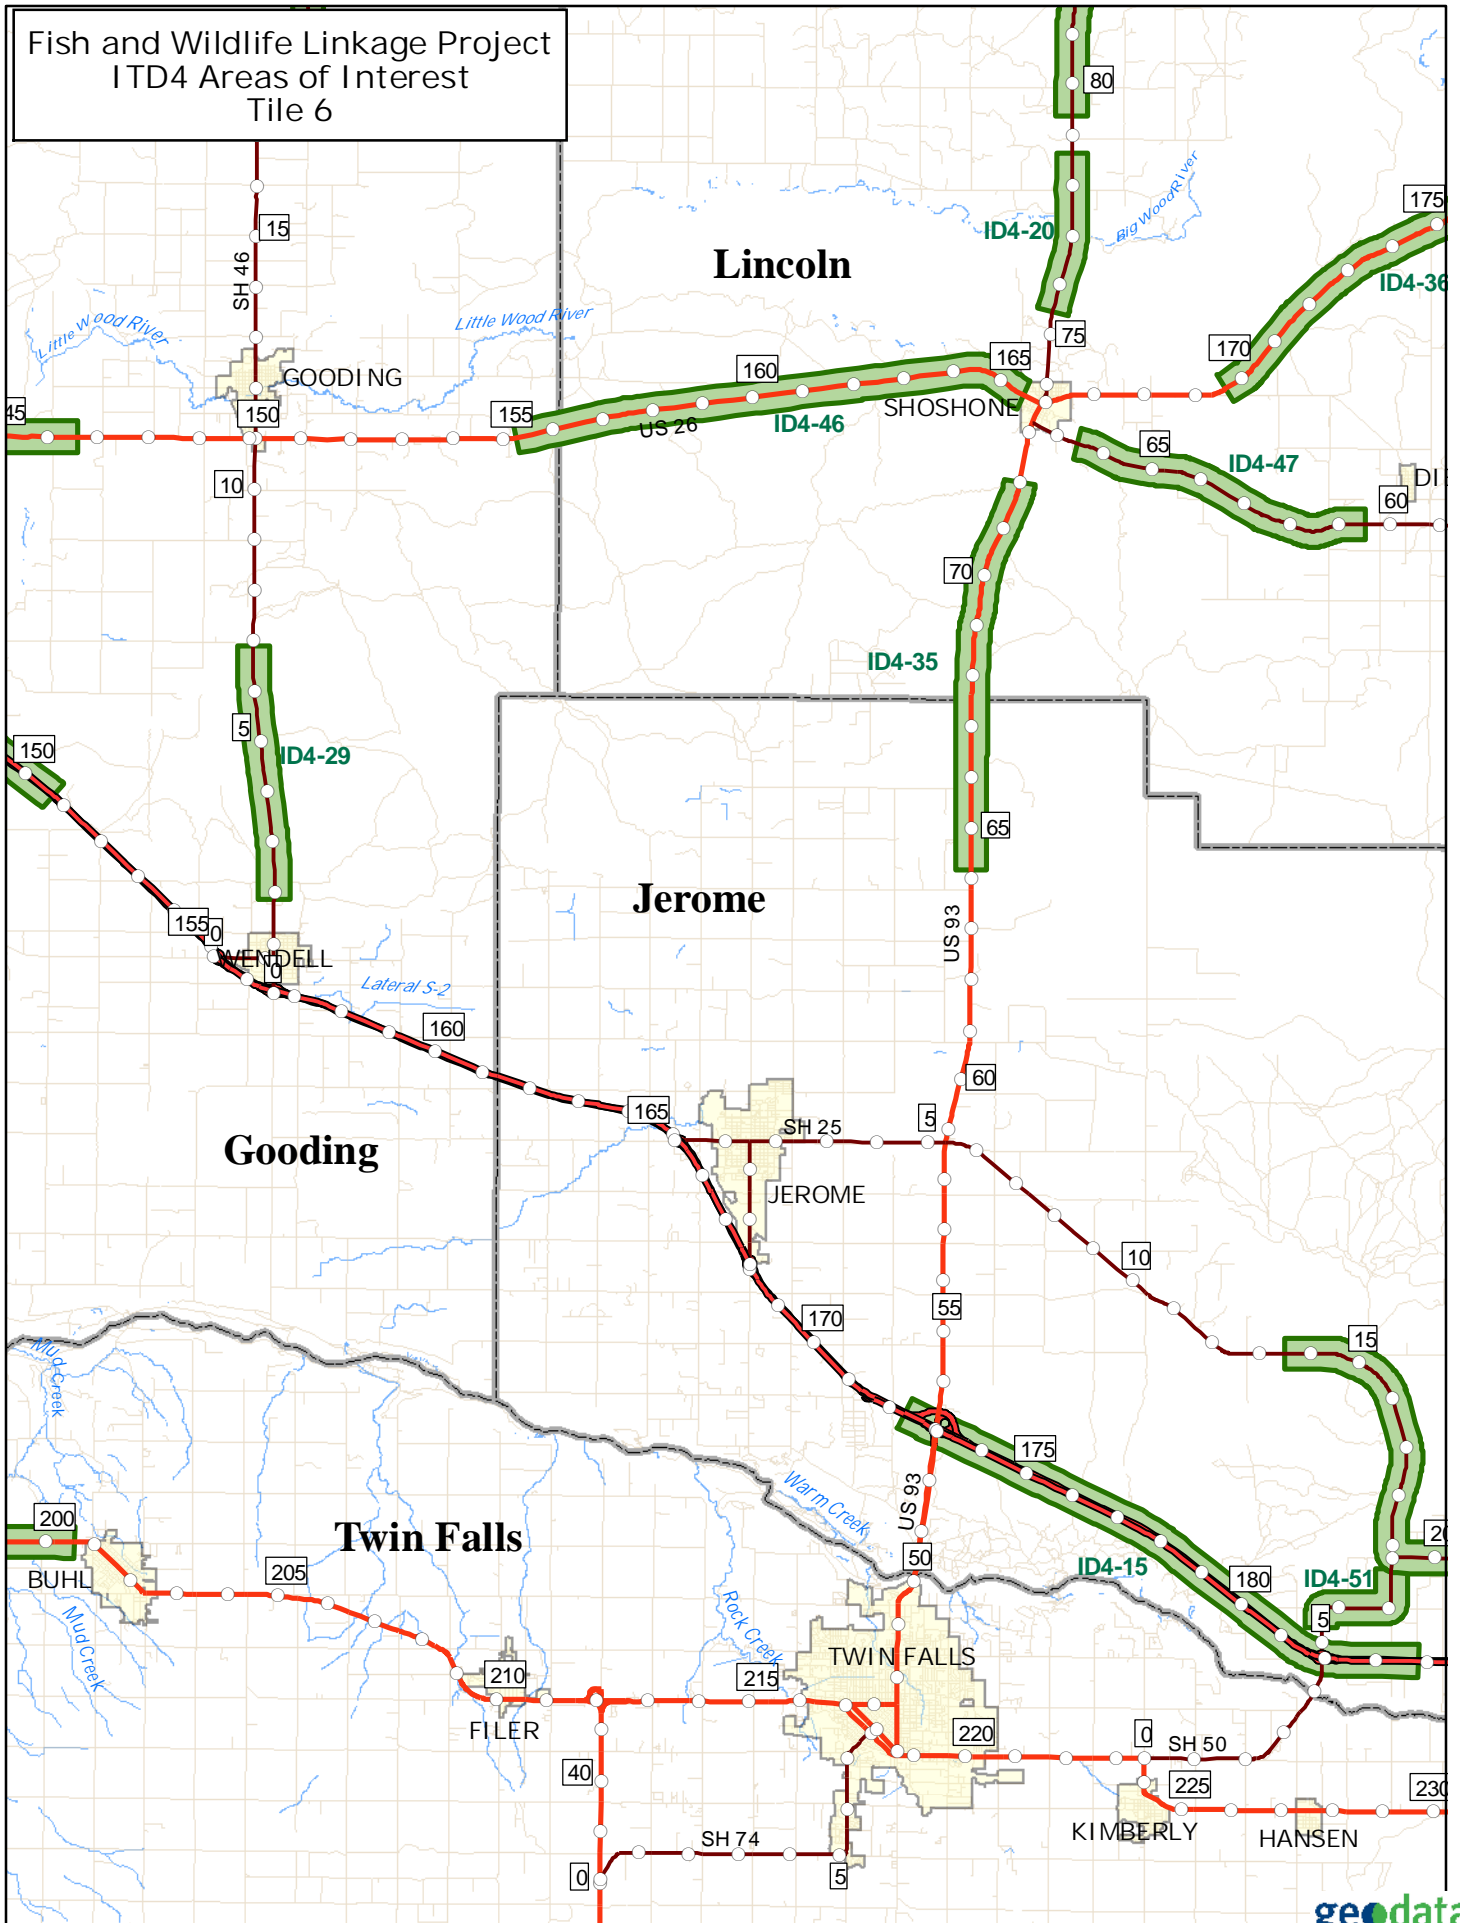 Fish and Wildlife Linkage Project
ITD4 Areas of Interest
Tile 6
80
175
15
Big Wood River
ID4-20
SH 46
Lincoln
ID4-36
Little Wood River
Little Wood River
75
170
165
160
GOODING
45
150
155
SHOSHONE
ID4-46
US 26
65
ID4-47
10
60
70
ID4-35
5
150
ID4-29
65
Jerome
155
0
US 93
WENDELL
0
Lateral S-2
160
60
165
SH 25
5
Gooding
JEROME
10
55
170
15
Mud Creek
175
Warm Creek
US 93
200
Twin Falls
50
BUHL
205
ID4-15
180
ID4-51
5
Mud Creek
Rock Creek
TWIN FALLS
210
215
FILER
220
0
SH 50
40
225
230
KIMBERLY
HANSEN
SH 74
0
5
geodata